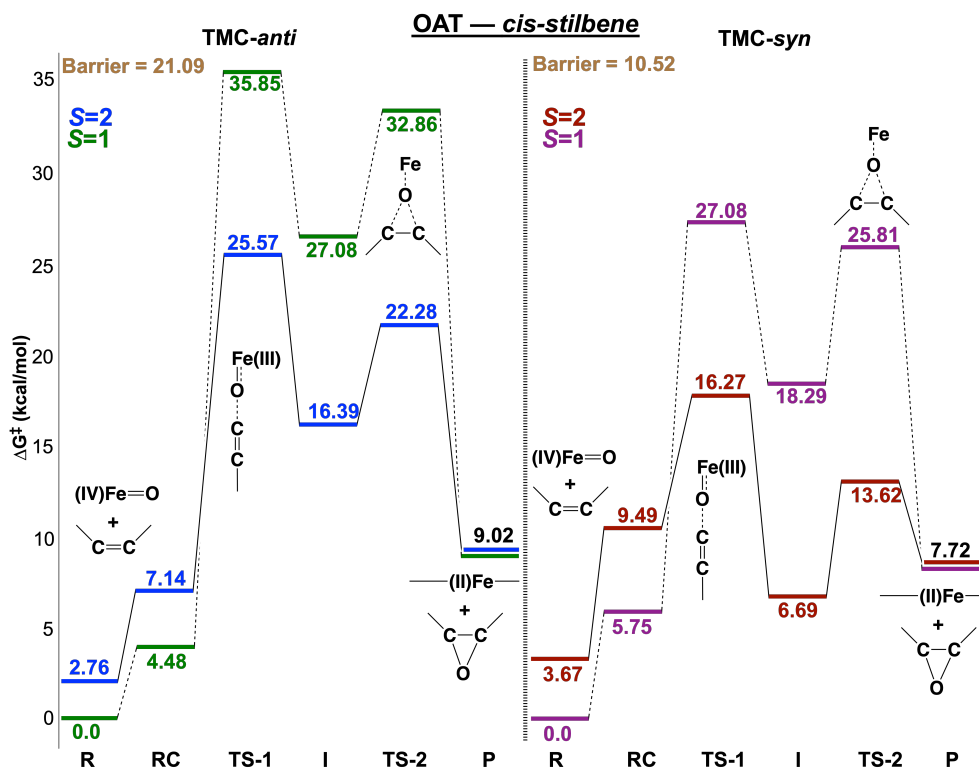 OAT — cis-stilbene
TMC-anti
TMC-syn
Barrier = 21.09
Barrier = 10.52
S=2
S=1
S=2
S=1
ΔG‡ (kcal/mol)
35
30
25
20
15
10
5
0
35.85
32.86
Fe
O
C C
25.57
27.08
22.28
Fe(III)
O
C
C
16.39
(IV)Fe=O
+
C=C
7.14
4.48
2.76
0.0
9.02
(II)Fe
+
C C
O
27.08
Fe
O
C C
25.81
16.27
18.29
(IV)Fe=O
+
C=C
Fe(III)
O
C
C
9.49
5.75
3.67
0.0
6.69
13.62
7.72
(II)Fe
+
C C
O
R RC TS-1 I TS-2 P R RC TS-1 I TS-2 P